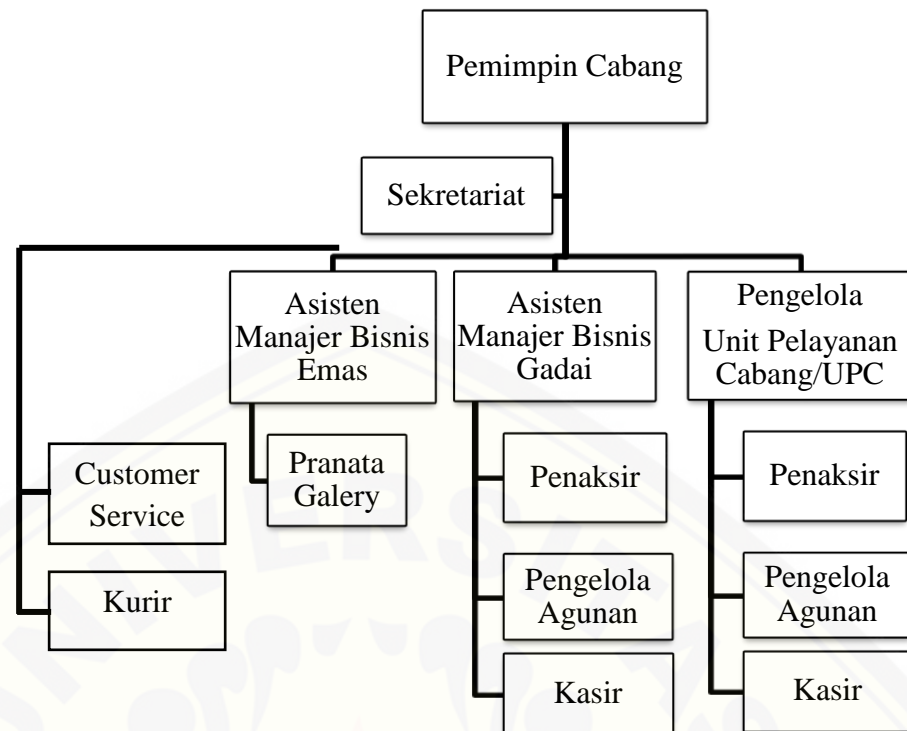 Pemimpin Cabang
Sekretariat
Asisten
Manajer Bisnis
Emas
Asisten
Manajer Bisnis
Gadai
Pengelola
Unit Pelayanan
Cabang/UPC
Customer
Service
Kurir
Pranata
Galery
Penaksir
Pengelola
Agunan
Kasir
Penaksir
Pengelola
Agunan
Kasir